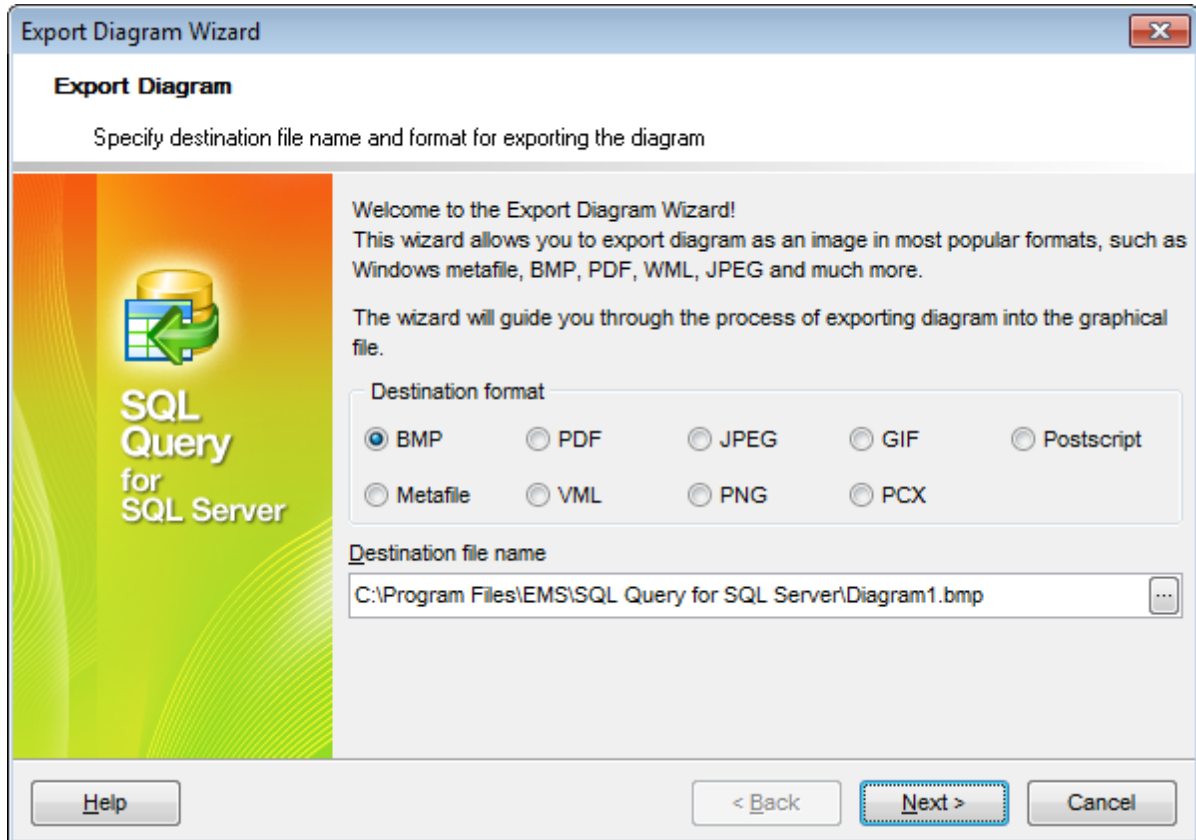 Export Diagram Wizard
Export Diagram
Specify destination file name and format for exporting the diagram
SQL
Query
for
SQL Server
Welcome to the Export Diagram Wizard!
This wizard allows you to export diagram as an image in most popular formats, such as
Windows metafile, BMP, PDF, WML, JPEG and much more.
The wizard will guide you through the process of exporting diagram into the graphical
file.
Destination format
BMP PDF JPEG GIF Postscript
Metafile VML PNG PCX
Destination file name
C:\Program Files\EMS\SQL Query for SQL Server\Diagram1.bmp ...
Help < Back Next > Cancel